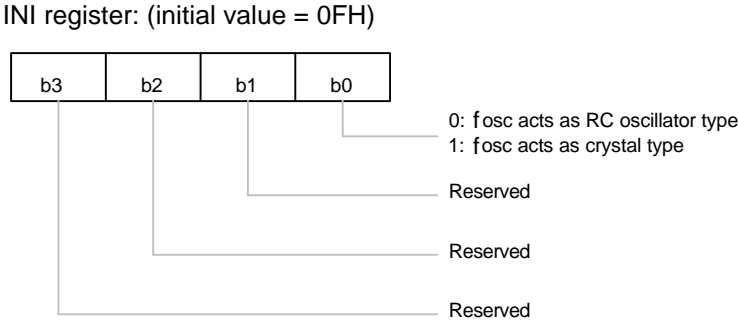 INI register: (initial value = 0FH)
b3 b2 b1 b0
0: fosc acts as RC oscillator type
1: fosc acts as crystal type
Reserved
Reserved
Reserved